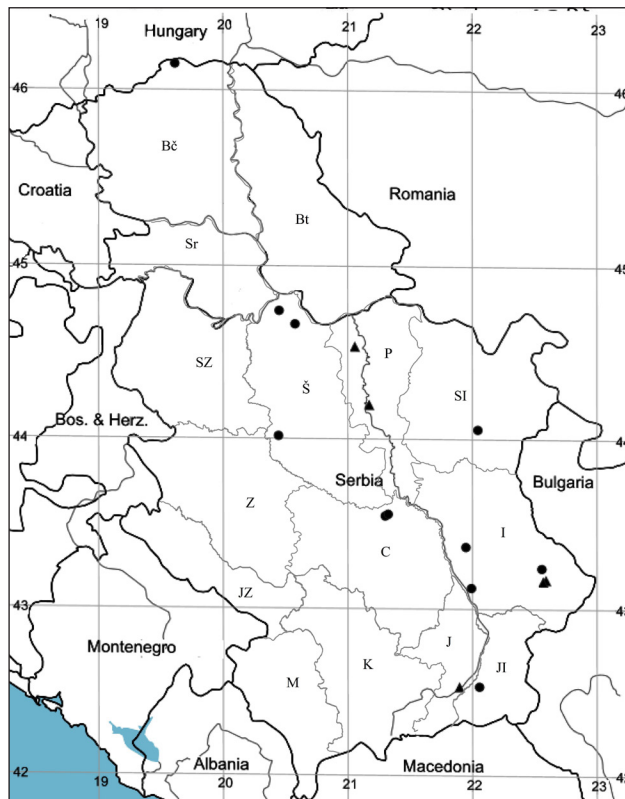 19 20 21 22 23
Hungary
46 46
Bč
Croatia
Romania
Bt
Sr
45 45
P
SZ
Š
SI
Bos. & Herz.
44 44
Serbia
Bulgaria
Z
I
C
JZ
43 43
Montenegro
J
K
JI
M
42 42
Albania
Macedonia
19 20 21 22 23